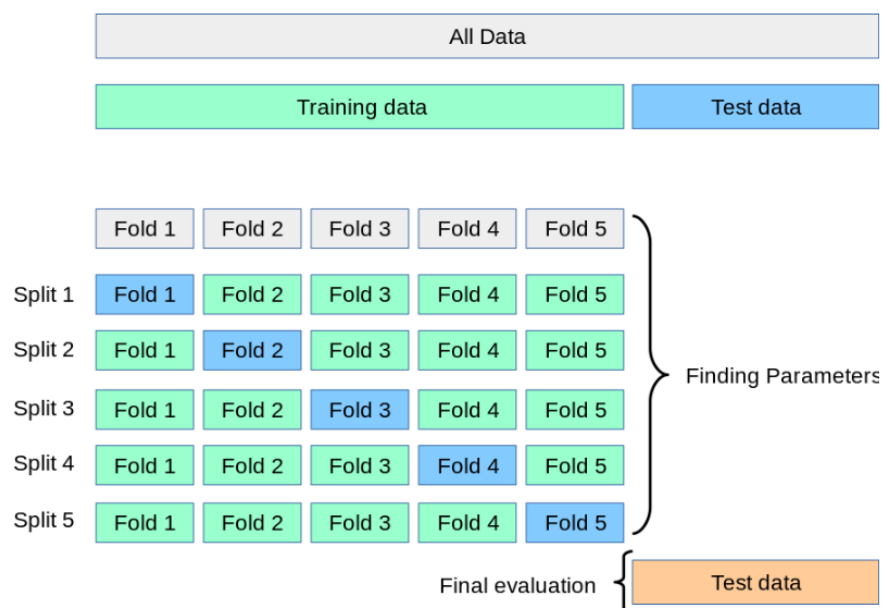 All Data
Training data Test data
Fold 1 Fold 2 Fold 3 Fold 4 Fold 5
Split 1 Fold 1 Fold 2 Fold 3 Fold 4 Fold 5
Split 2 Fold 1 Fold 2 Fold 3 Fold 4 Fold 5
Finding Parameters
Split 3 Fold 1 Fold 2 Fold 3 Fold 4 Fold 5
Split 4 Fold 1 Fold 2 Fold 3 Fold 4 Fold 5
Split 5 Fold 1 Fold 2 Fold 3 Fold 4 Fold 5
Final evaluation Test data